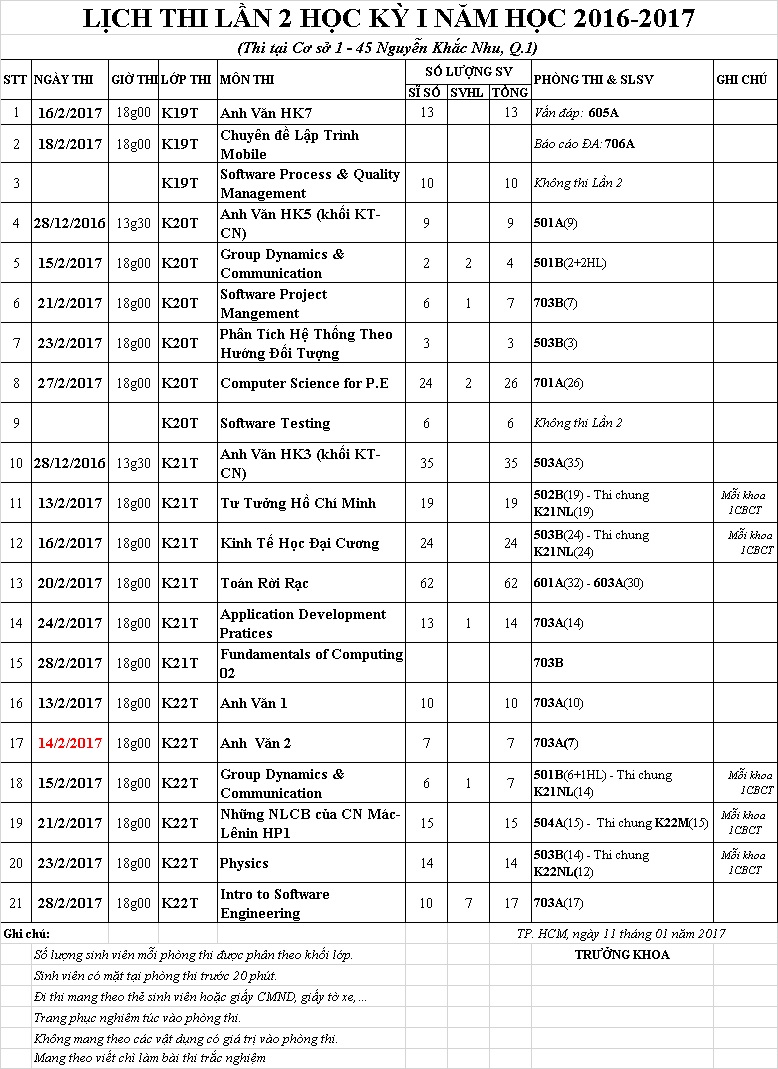 LỊCH THI LẦN 2 HỌC KỲ I NĂM HỌC 2016-2017
(Thi tại Cơ sở 1 - 45 Nguyễn Khắc Nhu, Q.1)
STT NGÀY THI GIỜ THI LỚP THI MÔN THI SỐ LƯỢNG SV PHÒNG THI & SLSV GHI CHÚ
SĨ SỐ SVHL TỔNG
1 16/2/2017 18g00 K19T Anh Văn HK7 13 13 Vấn đáp: 605A
2 18/2/2017 18g00 K19T Chuyên đề Lập Trình Mobile Báo cáo ĐA: 706A
3 K19T Software Process & Quality Management 10 10 Không thi Lần 2
4 28/12/2016 13g30 K20T Anh Văn HK5 (khối KT-CN) 9 9 501A(9)
5 15/2/2017 18g00 K20T Group Dynamics & Communication 2 2 4 501B(2+2HL)
6 21/2/2017 18g00 K20T Software Project Mangement 6 1 7 703B(7)
7 23/2/2017 18g00 K20T Phân Tích Hệ Thống Theo Hướng Đối Tượng 3 3 503B(3)
8 27/2/2017 18g00 K20T Computer Science for P.E 24 2 26 701A(26)
9 K20T Software Testing 6 6 Không thi Lần 2
10 28/12/2016 13g30 K21T Anh Văn HK3 (khối KT-CN) 35 35 503A(35)
11 13/2/2017 18g00 K21T Tư Tưởng Hồ Chí Minh 19 19 502B(19) - Thi chung K21NL(19) Mỗi khoa 1CBCT
12 16/2/2017 18g00 K21T Kinh Tế Học Đại Cương 24 24 503B(24) - Thi chung K21NL(24) Mỗi khoa 1CBCT
13 20/2/2017 18g00 K21T Toán Rời Rạc 62 62 601A(32) - 603A(30)
14 24/2/2017 18g00 K21T Application Development Pratices 13 1 14 703A(14)
15 28/2/2017 18g00 K21T Fundamentals of Computing 02 703B
16 13/2/2017 18g00 K22T Anh Văn 1 10 10 703A(10)
17 14/2/2017 18g00 K22T Anh Văn 2 7 7 703A(7)
18 15/2/2017 18g00 K22T Group Dynamics & Communication 6 1 7 501B(6+1HL) - Thi chung K21NL(14) Mỗi khoa 1CBCT
19 21/2/2017 18g00 K22T Những NLCB của CN Mác-Lênin HP1 15 15 504A(15) - Thi chung K22M(15) Mỗi khoa 1CBCT
20 23/2/2017 18g00 K22T Physics 14 14 503B(14) - Thi chung K22NL(12) Mỗi khoa 1CBCT
21 28/2/2017 18g00 K22T Intro to Software Engineering 10 7 17 703A(17)
Ghi chú: TP. HCM, ngày 11 tháng 01 năm 2017
Số lượng sinh viên mỗi phòng thi được phân theo khối lớp. TRƯỞNG KHOA
Sinh viên có mặt tại phòng thi trước 20 phút.
Đi thi mang theo thẻ sinh viên hoặc giấy CMND, giấy tờ xe,...
Trang phục nghiêm túc vào phòng thi.
Không mang theo các vật dụng có giá trị vào phòng thi.
Mang theo viết chì làm bài thi trắc nghiệm